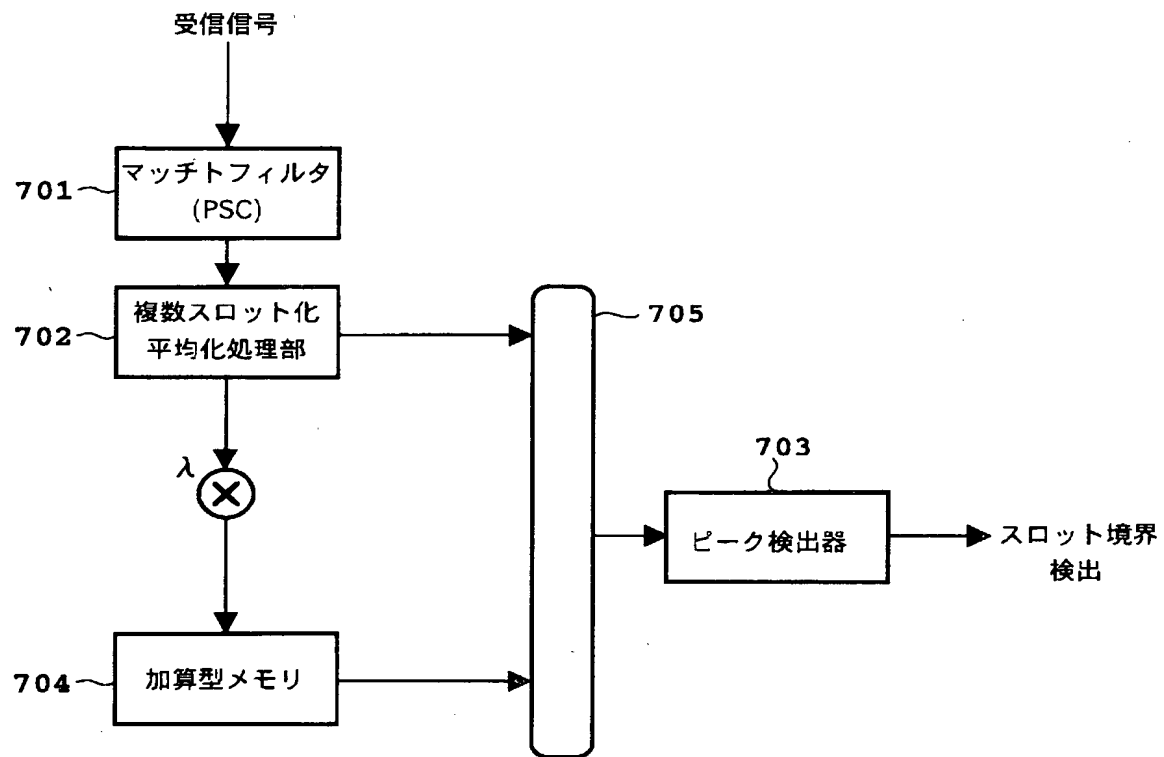 受信信号
701
マッチトフィルタ
(PSC)
702
複数スロット化
平均化処理部
705
λ
703
ピーク検出器
スロット境界
検出
704
加算型メモリ